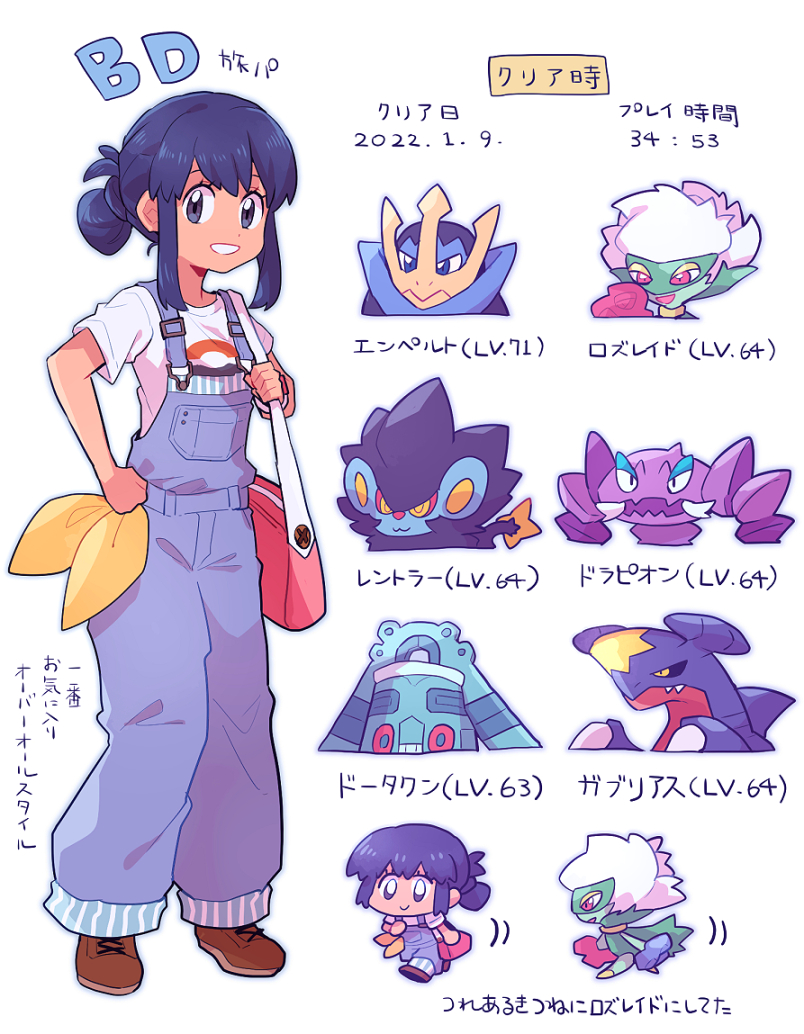 BD 旅パ
クリア時
クリア日
2022.1.9.
プレイ時間
34:53
エンペルト(LV.71)
ロズレイド(LV.64)
レントラー(LV.64)
ドラピオン(LV.64)
ドータクン(LV.63)
ガブリアス(LV.64)
一番
お気に入り
オーバーオールスタイル
つれあるきつねにロズレイドにしてた